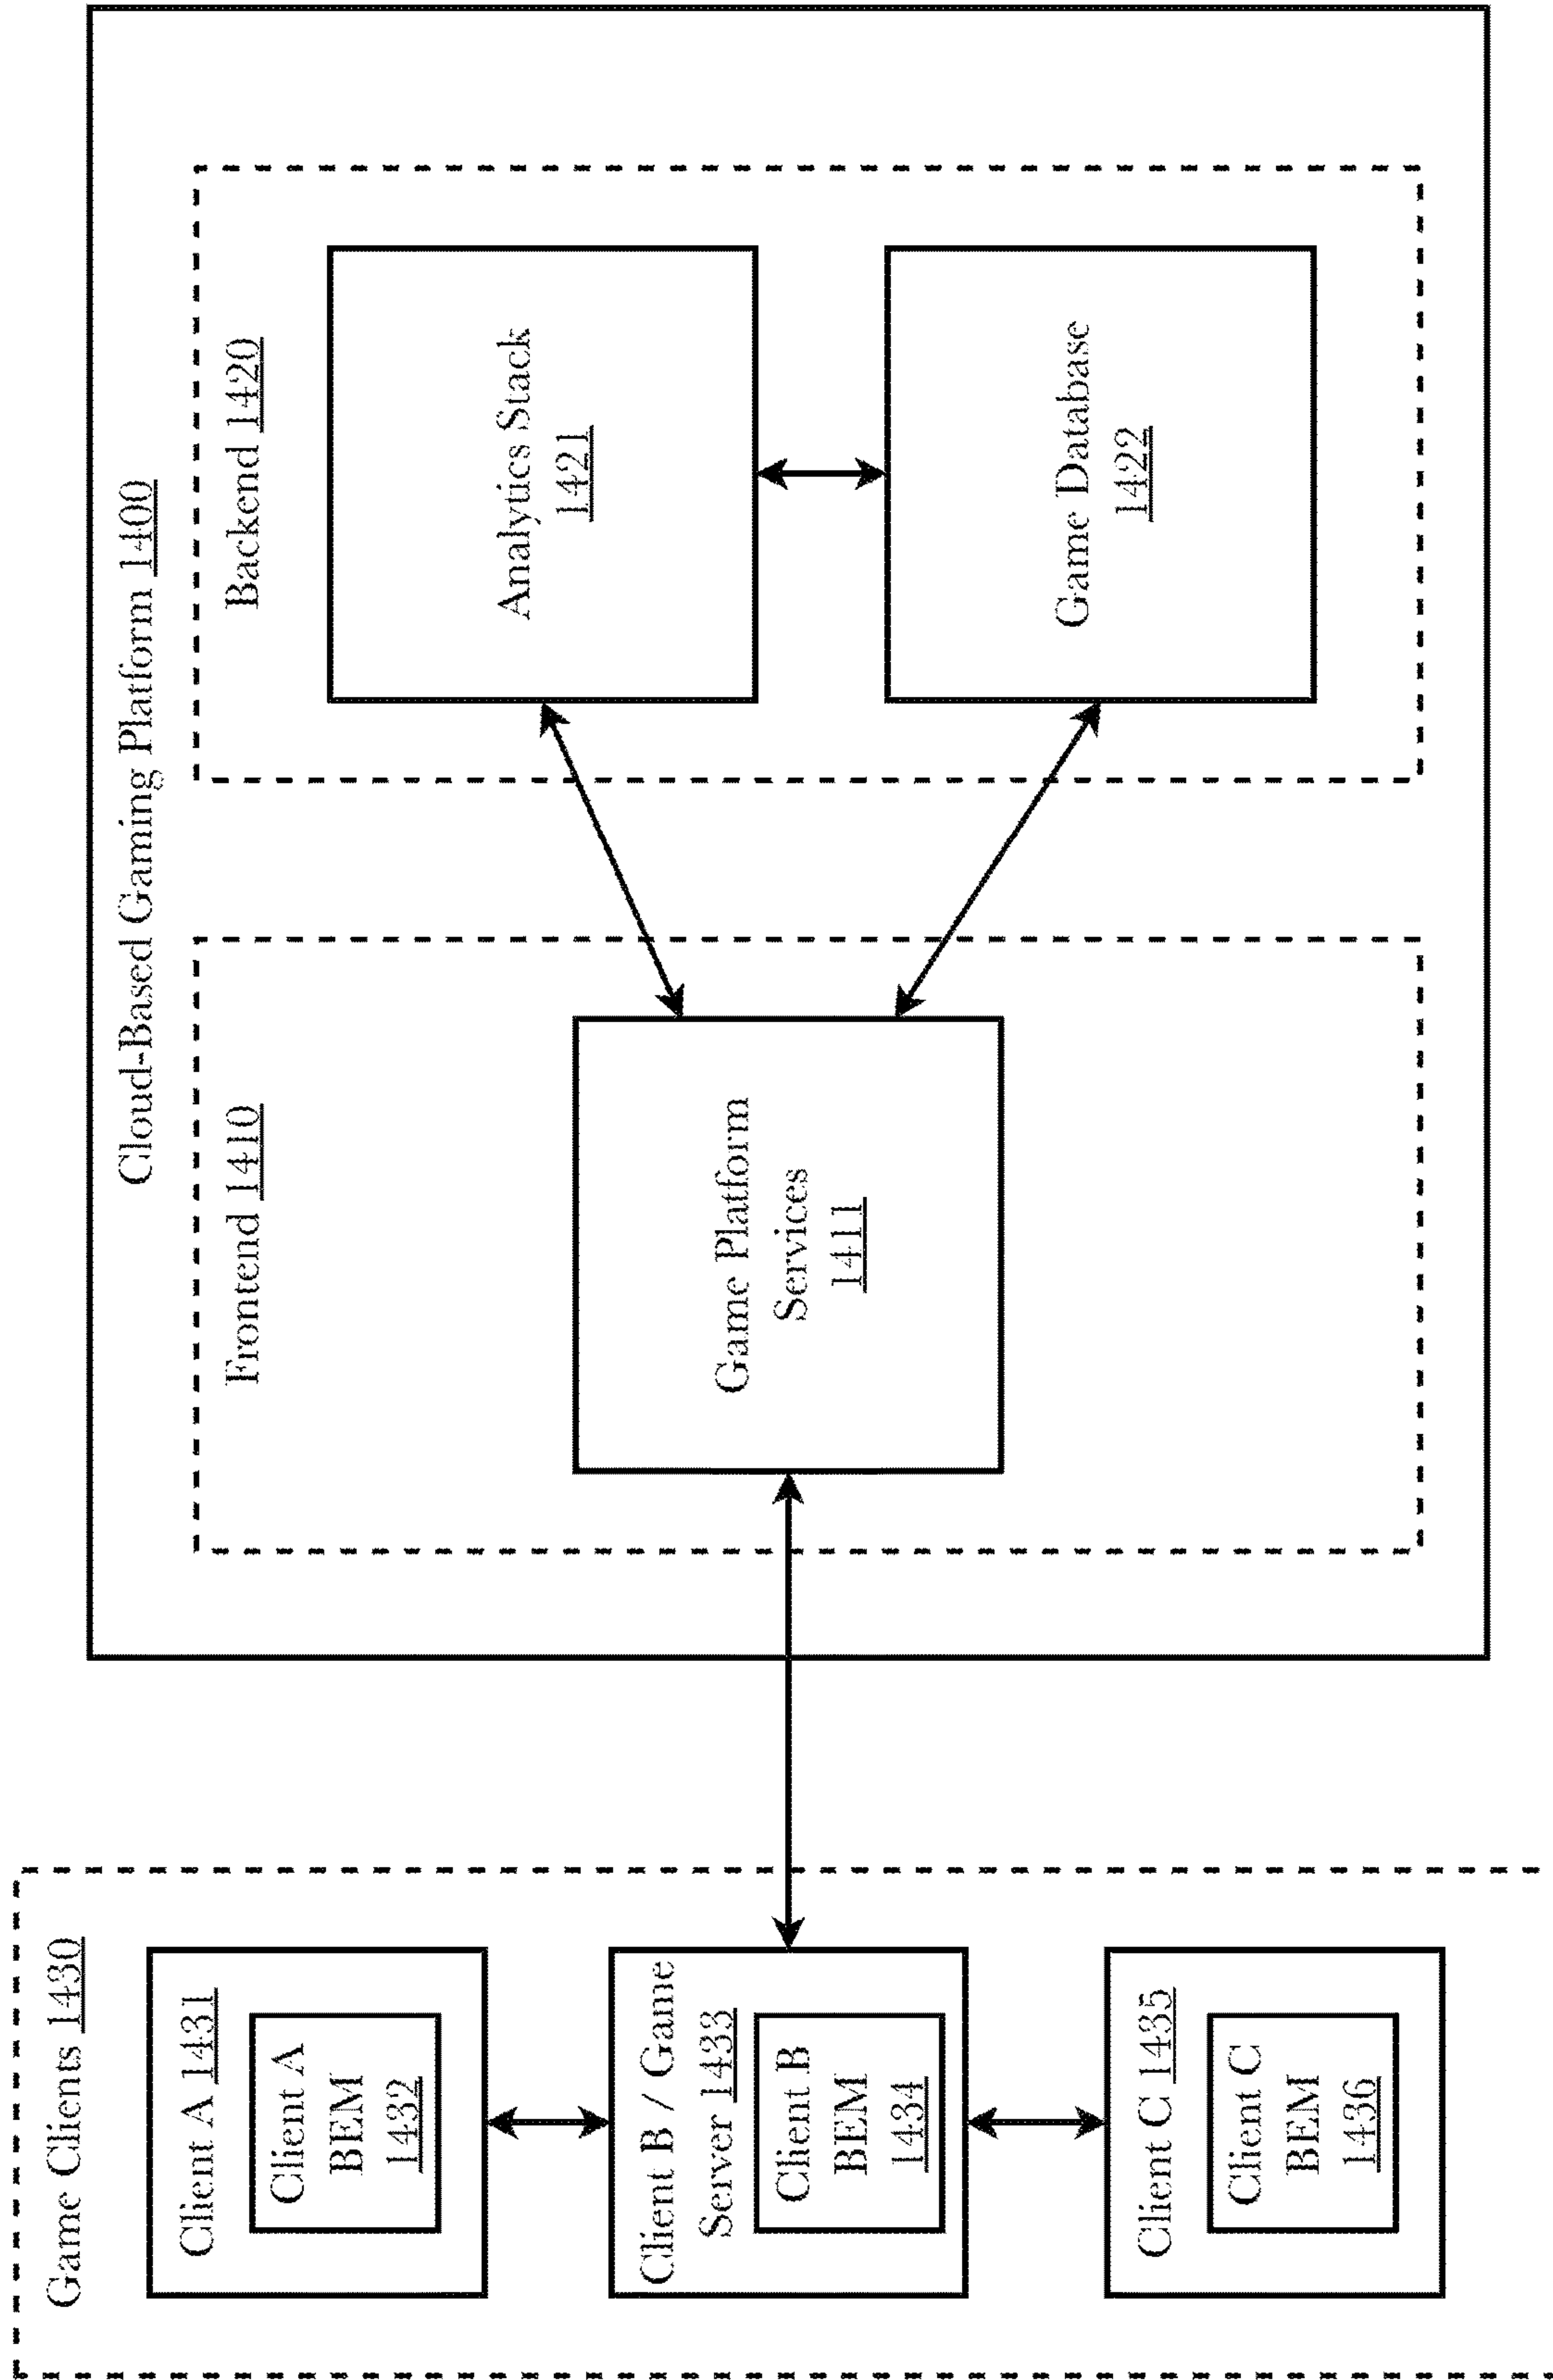 Game Clients 1430
Client A 1431
Client A
BEM
1432
Client B / Game
Server 1433
Client B
BEM
1434
Client C 1435
Client C
BEM
1436
Cloud-Based Gaming Platform 1400
Frontend 1410
Game Platform
Services
1411
Backend 1420
Analytics Stack
1421
Game Database
1422